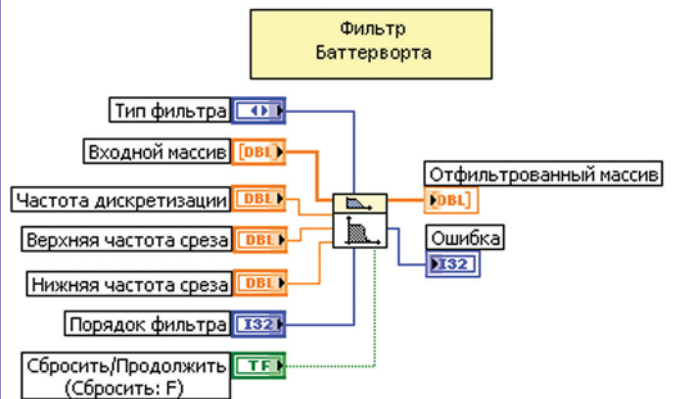 Фильтр
Баттерворта
Тип фильтра
Входной массив [DBL]
Частота дискретизации DBL
Верхняя частота среза DBL
Нижняя частота среза DBL
Порядок фильтра I32
Сбросить/Продолжить TF
(Сбросить: F)
Отфильтрованный массив
[DBL]
Ошибка
I32